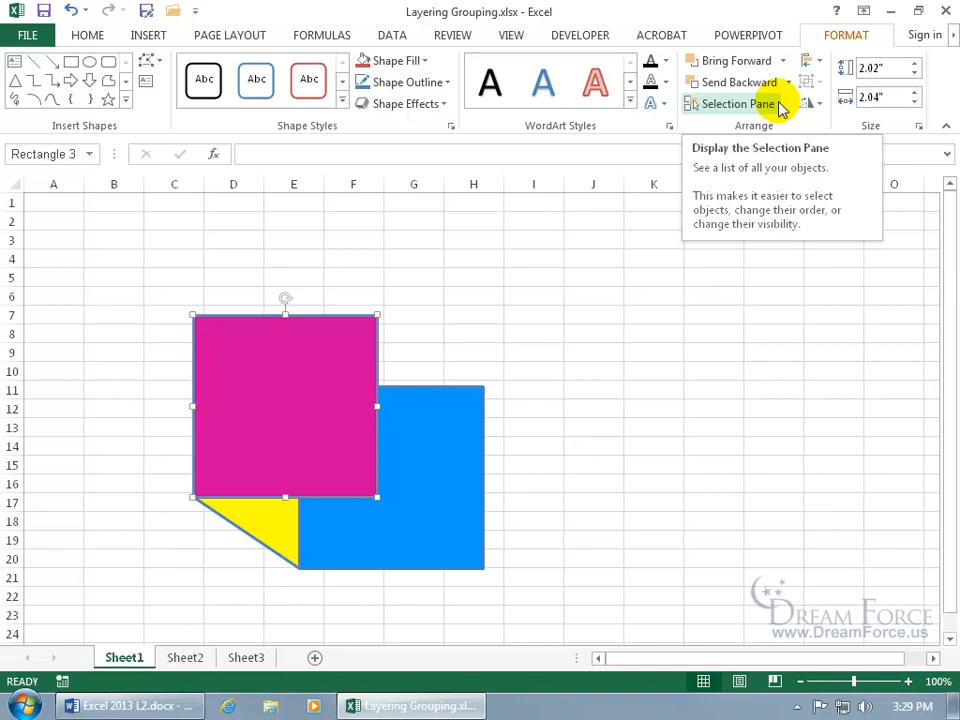 Layering Grouping.xlsx - Excel
FILE
HOME
INSERT
PAGE LAYOUT
FORMULAS
DATA
REVIEW
VIEW
DEVELOPER
ACROBAT
POWERPIVOT
FORMAT
Sign in
Shape Fill
Shape Outline
Shape Effects
Abc
Abc
Abc
A
A
A
Bring Forward
Send Backward
Selection Pane
2.02"
2.04"
Insert Shapes
Shape Styles
WordArt Styles
Arrange
Size
Rectangle 3
fx
Display the Selection Pane
See a list of all your objects.
This makes it easier to select
objects, change their order, or
change their visibility.
A B C D E F G H I J K O
1
2
3
4
5
6
7
8
9
10
11
12
13
14
15
16
17
18
19
20
21
22
23
24
DREAM FORCE
www.DreamForce.us
Sheet1
Sheet2
Sheet3
READY
100%
Excel 2013 L2.docx - ...
Layering Grouping.xl...
3:29 PM